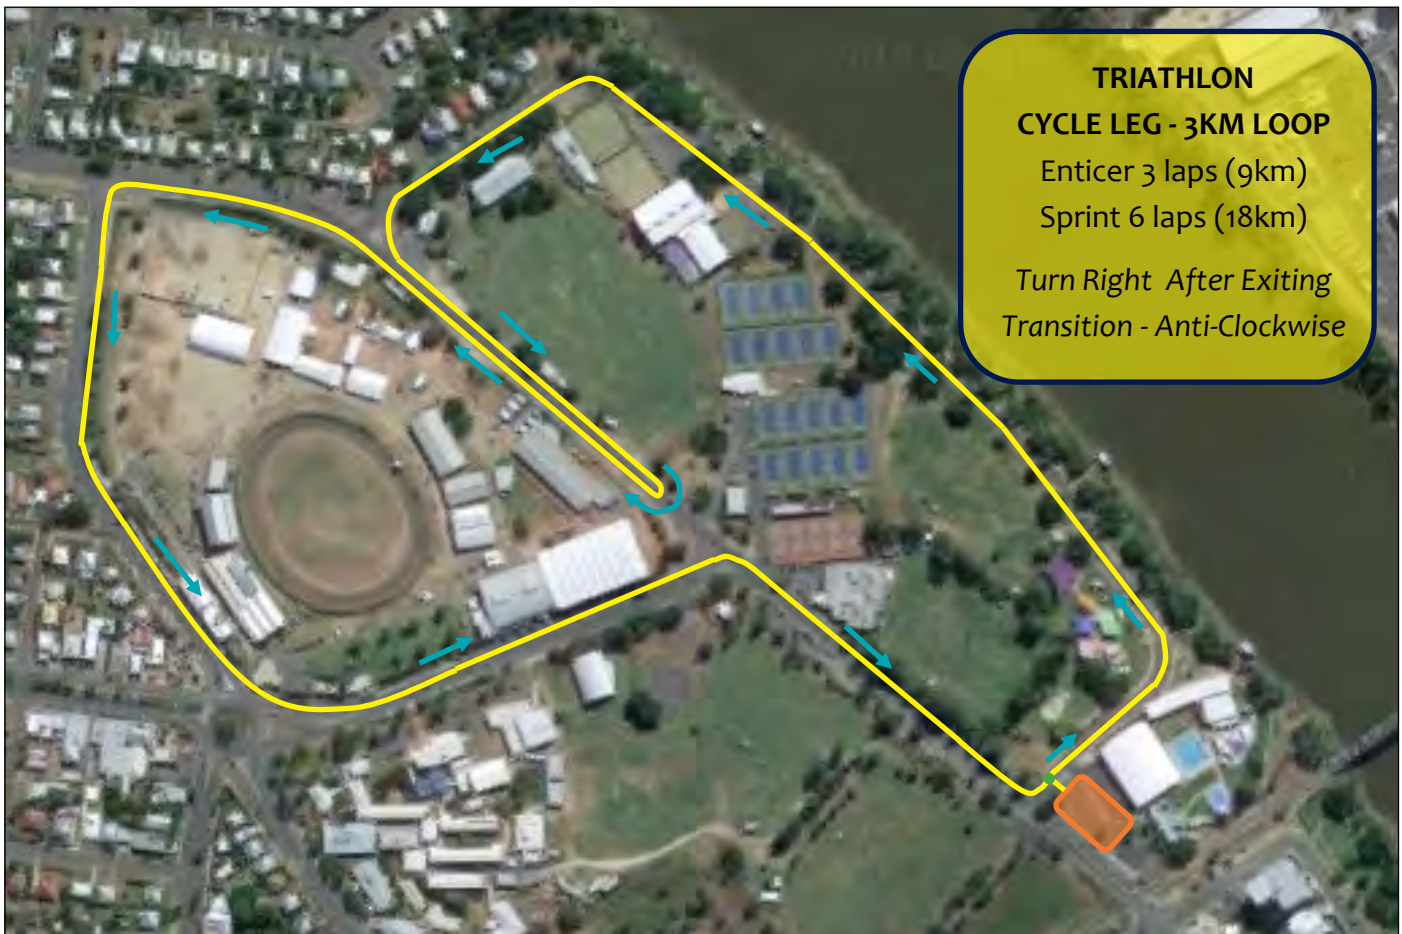 TRIATHLON
CYCLE LEG - 3KM LOOP
Enticer 3 laps (9km)
Sprint 6 laps (18km)
Turn Right After Exiting
Transition - Anti-Clockwise